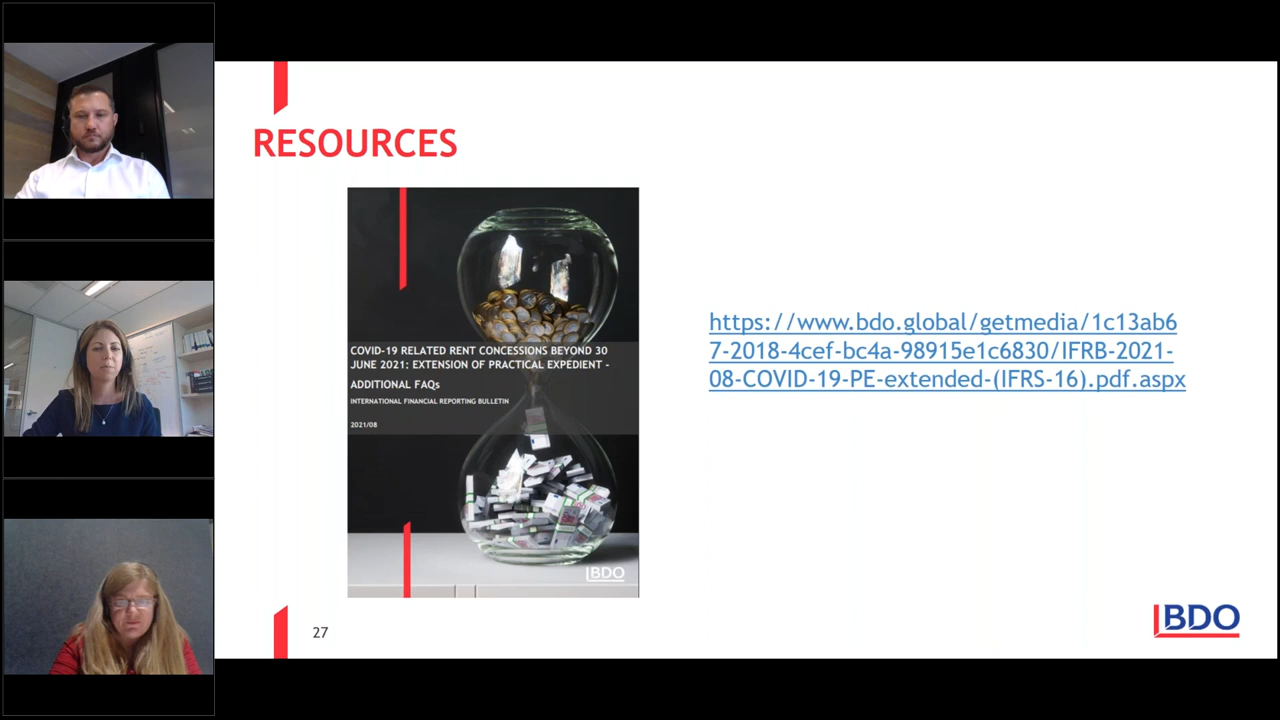 RESOURCES
COVID-19 RELATED RENT CONCESSIONS BEYOND 30
JUNE 2021: EXTENSION OF PRACTICAL EXPEDIENT -
ADDITIONAL FAQs
INTERNATIONAL FINANCIAL REPORTING BULLETIN
2021/08
BDO
https://www.bdo.global/getmedia/1c13ab6
7-2018-4cef-bc4a-98915e1c6830/IFRB-2021-
08-COVID-19-PE-extended-(IFRS-16).pdf.aspx
27
BDO